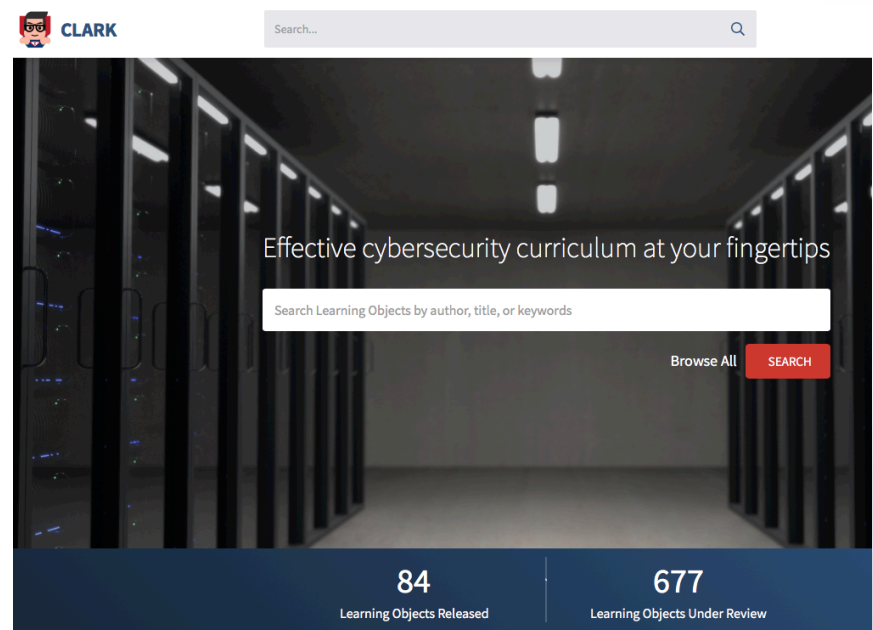 CLARK
Search...
Effective cybersecurity curriculum at your fingertips
Search Learning Objects by author, title, or keywords
Browse All SEARCH
84
Learning Objects Released
677
Learning Objects Under Review